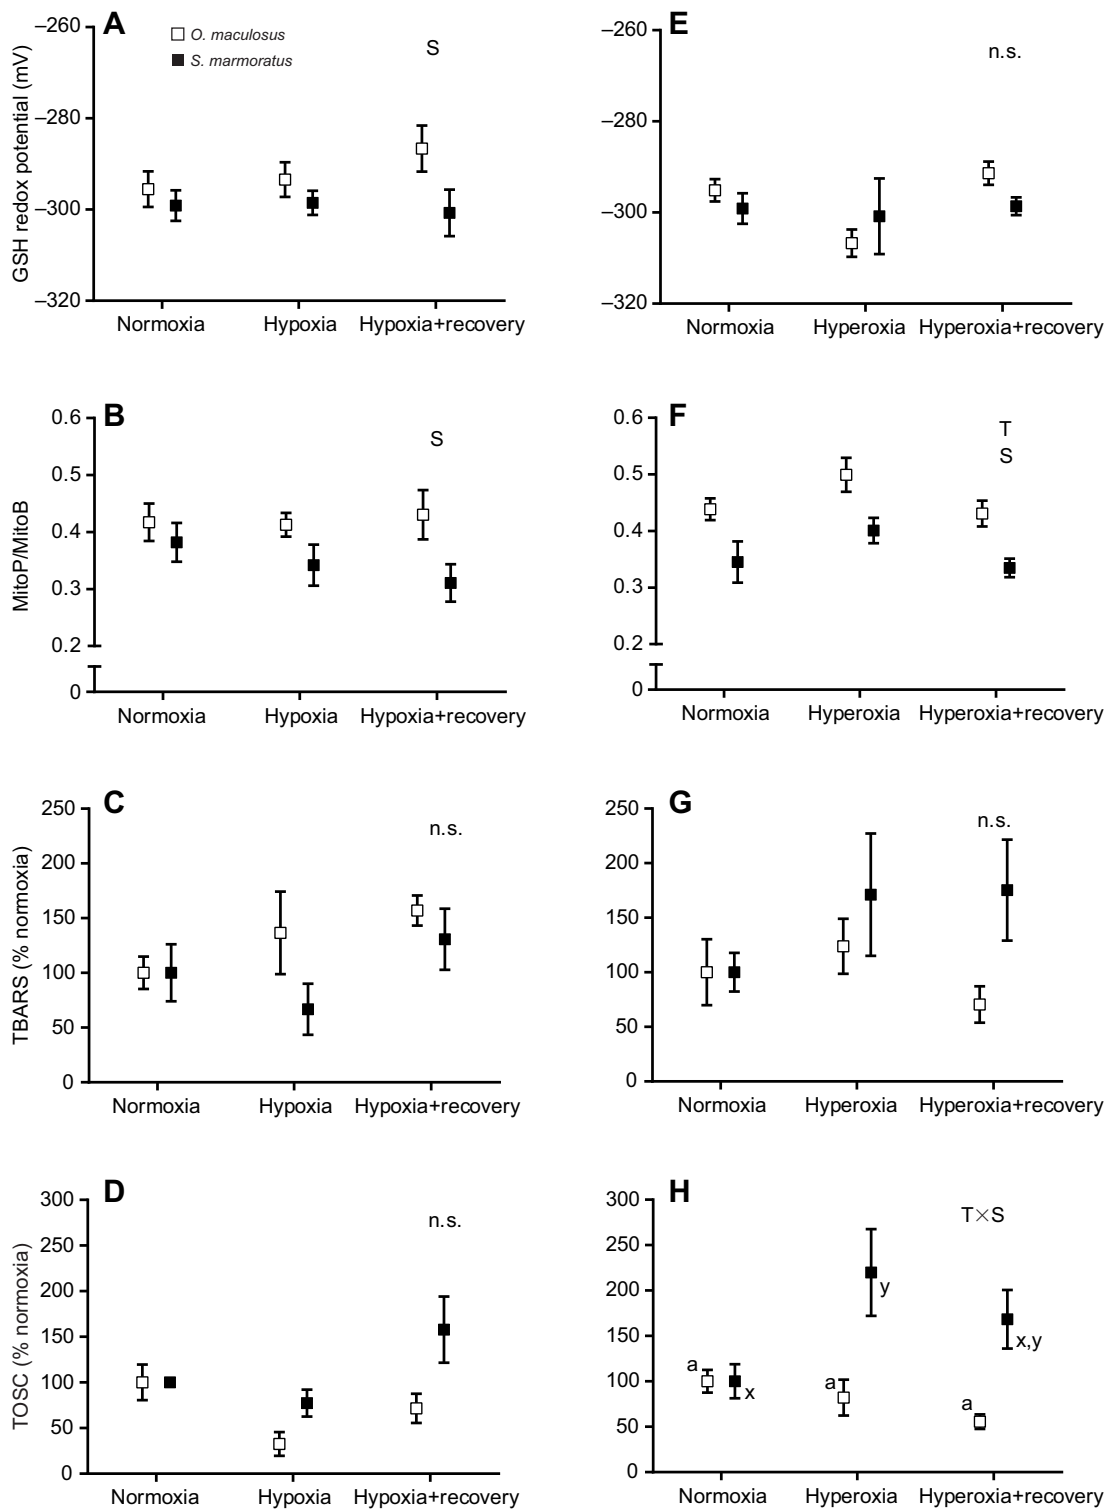 A
O. maculosus
S. marmoratus
S
GSH redox potential (mV)
–260
–280
–300
–320
Normoxia Hypoxia Hypoxia+recovery
E
n.s.
–260
–280
–300
–320
Normoxia Hyperoxia Hyperoxia+recovery
B
S
MitoP/MitoB
0.6
0.5
0.4
0.3
0.2
0
Normoxia Hypoxia Hypoxia+recovery
F
T
S
0.6
0.5
0.4
0.3
0.2
0
Normoxia Hyperoxia Hyperoxia+recovery
C
n.s.
TBARS (% normoxia)
250
200
150
100
50
0
Normoxia Hypoxia Hypoxia+recovery
G
n.s.
250
200
150
100
50
0
Normoxia Hyperoxia Hyperoxia+recovery
D
n.s.
TOSC (% normoxia)
300
250
200
150
100
50
0
Normoxia Hypoxia Hypoxia+recovery
H
T×S
300
250
200
150
100
50
0
a
x
a
y
a
x,y
Normoxia Hyperoxia Hyperoxia+recovery